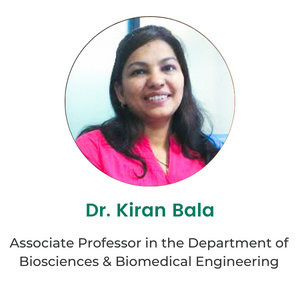 Dr. Kiran Bala
Associate Professor in the Department of
Biosciences & Biomedical Engineering